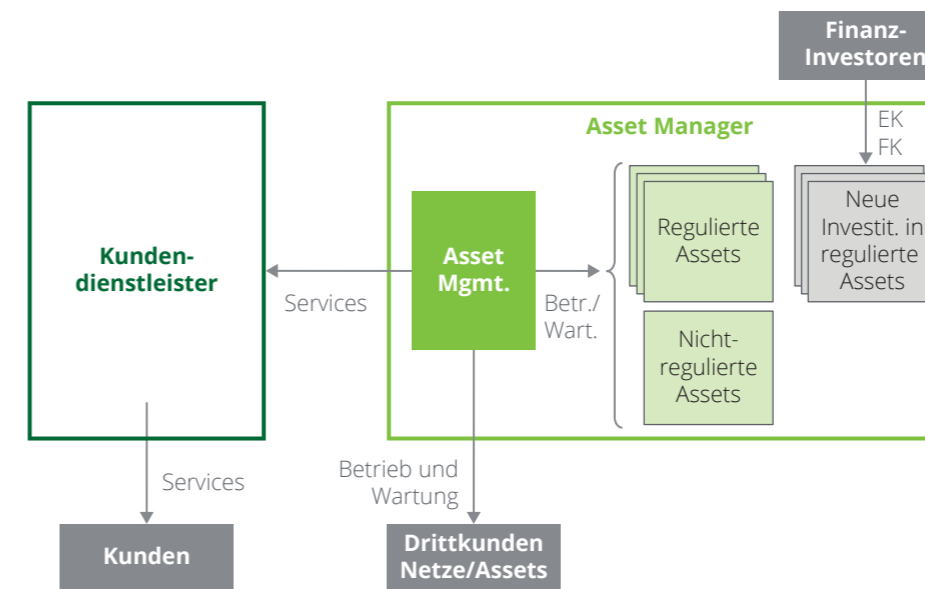 Finanz-
Investoren
EK
FK
Asset Manager
Kunden-
dienstleister
Services
Asset
Mgmt.
Betr./
Wart.
Regulierte
Assets
Nicht-
regulierte
Assets
Neue
Investit. in
regulierte
Assets
Services
Betrieb und
Wartung
Kunden
Drittkunden
Netze/Assets